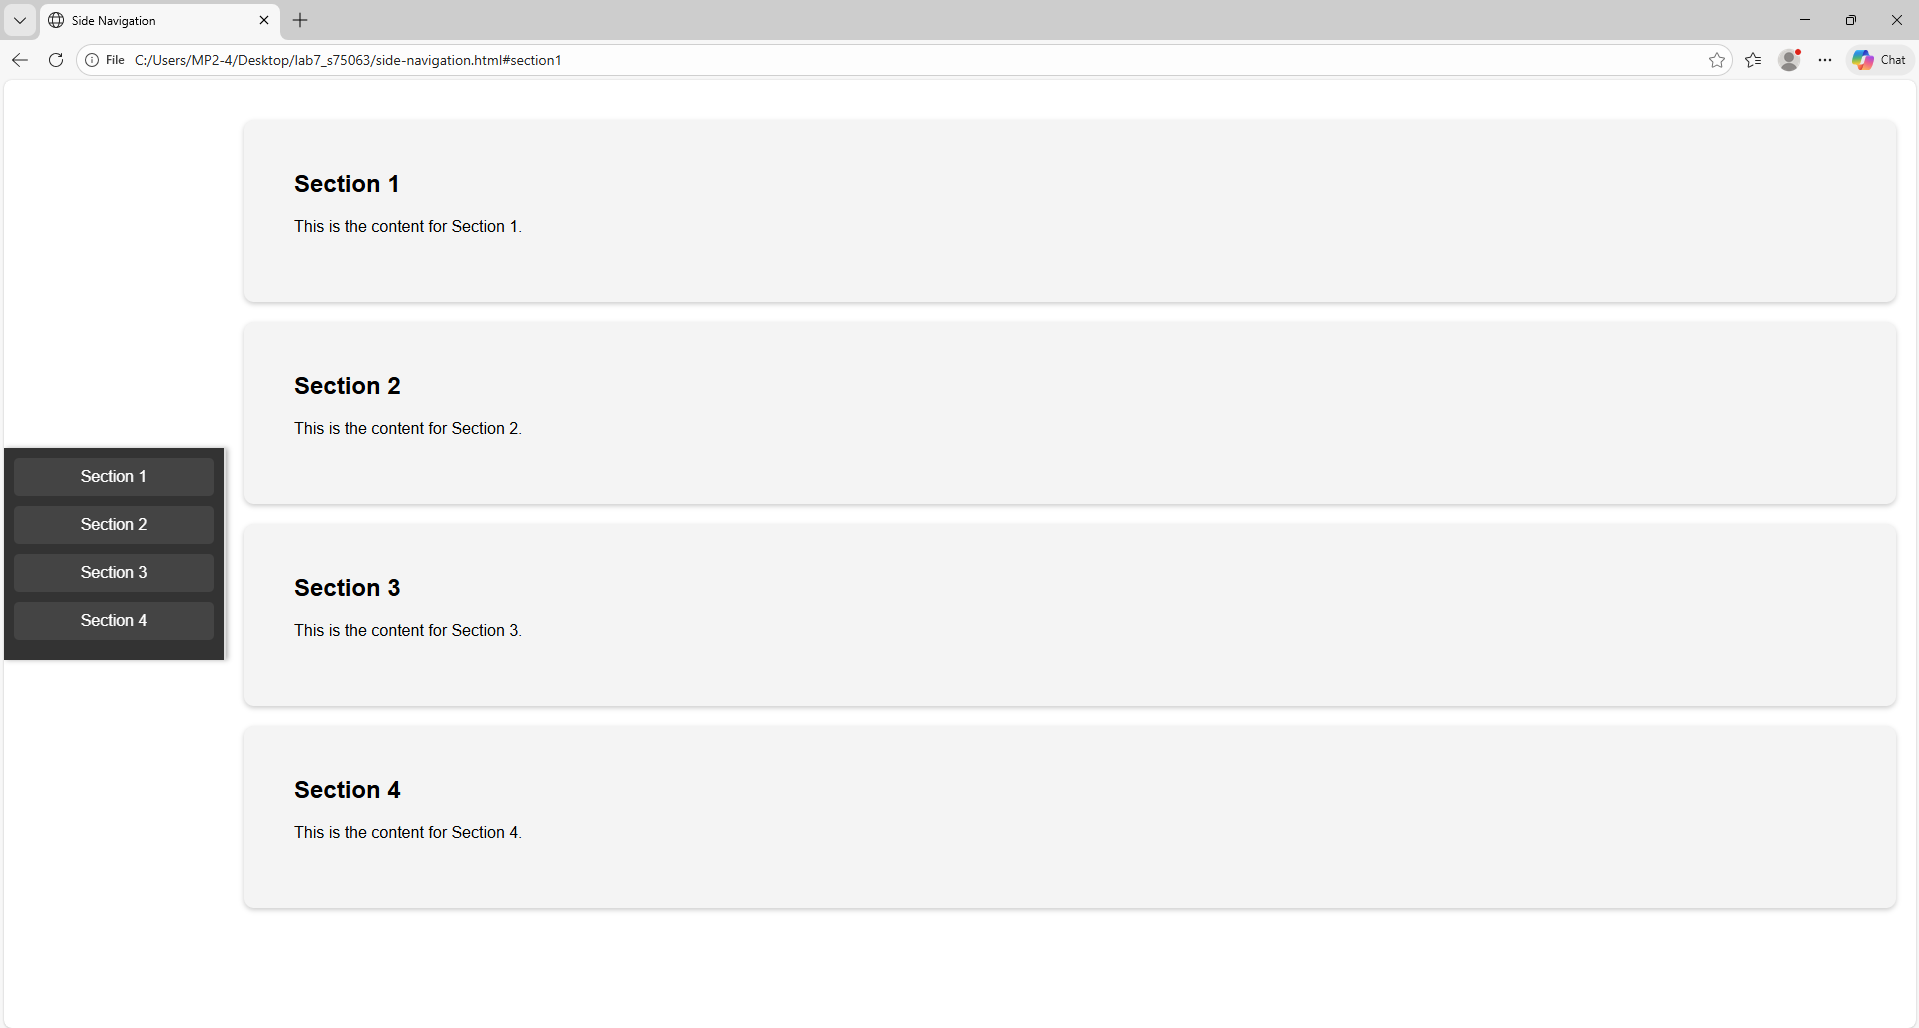 Side Navigation
File C:/Users/MP2-4/Desktop/lab7_s75063/side-navigation.html#section1
Chat
Section 1
This is the content for Section 1.
Section 2
This is the content for Section 2.
Section 1
Section 2
Section 3
Section 4
Section 3
This is the content for Section 3.
Section 4
This is the content for Section 4.